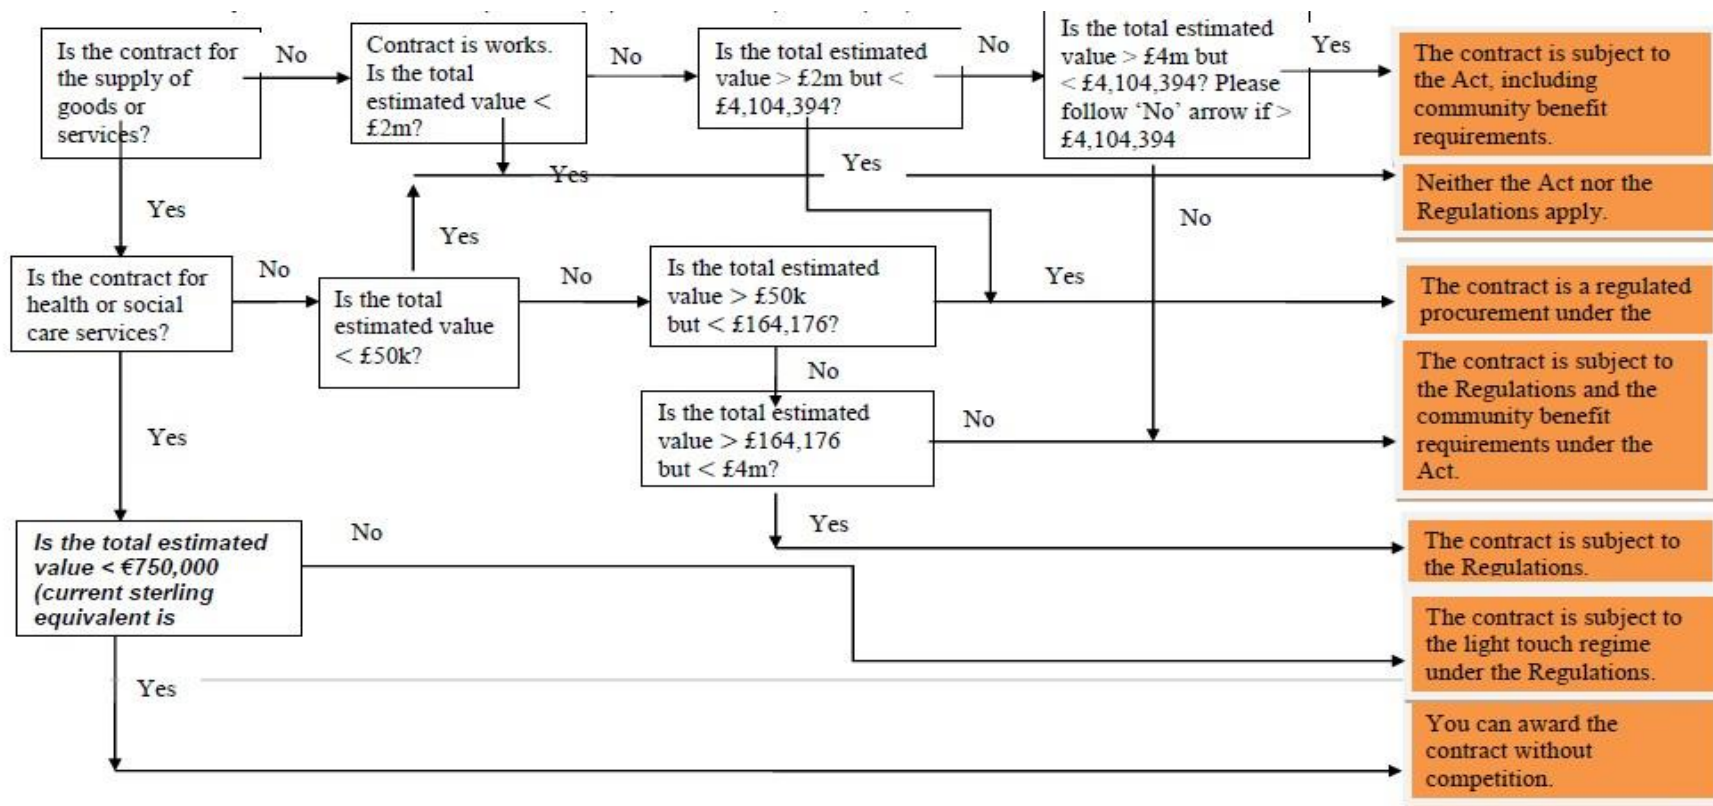 Is the contract for
the supply of
goods or
services?
No
Contract is works.
Is the total
estimated value <
£2m?
No
Is the total estimated
value > £2m but <
£4,104,394?
No
Is the total estimated
value > £4m but
< £4,104,394? Please
follow ‘No’ arrow if >
£4,104,394
Yes
The contract is subject to
the Act, including
community benefit
requirements.
Yes
Yes
Neither the Act nor the
Regulations apply.
Yes
No
Yes
Is the contract for
health or social
care services?
No
Is the total
estimated value
< £50k?
No
Is the total estimated
value > £50k
but < £164,176?
Yes
The contract is a regulated
procurement under the
No
The contract is subject to
the Regulations and the
community benefit
requirements under the
Act.
Is the total estimated
value > £164,176
but < £4m?
No
Yes
Yes
The contract is subject to
the Regulations.
Is the total estimated
value < €750,000
(current sterling
equivalent is
No
The contract is subject to
the light touch regime
under the Regulations.
Yes
You can award the
contract without
competition.